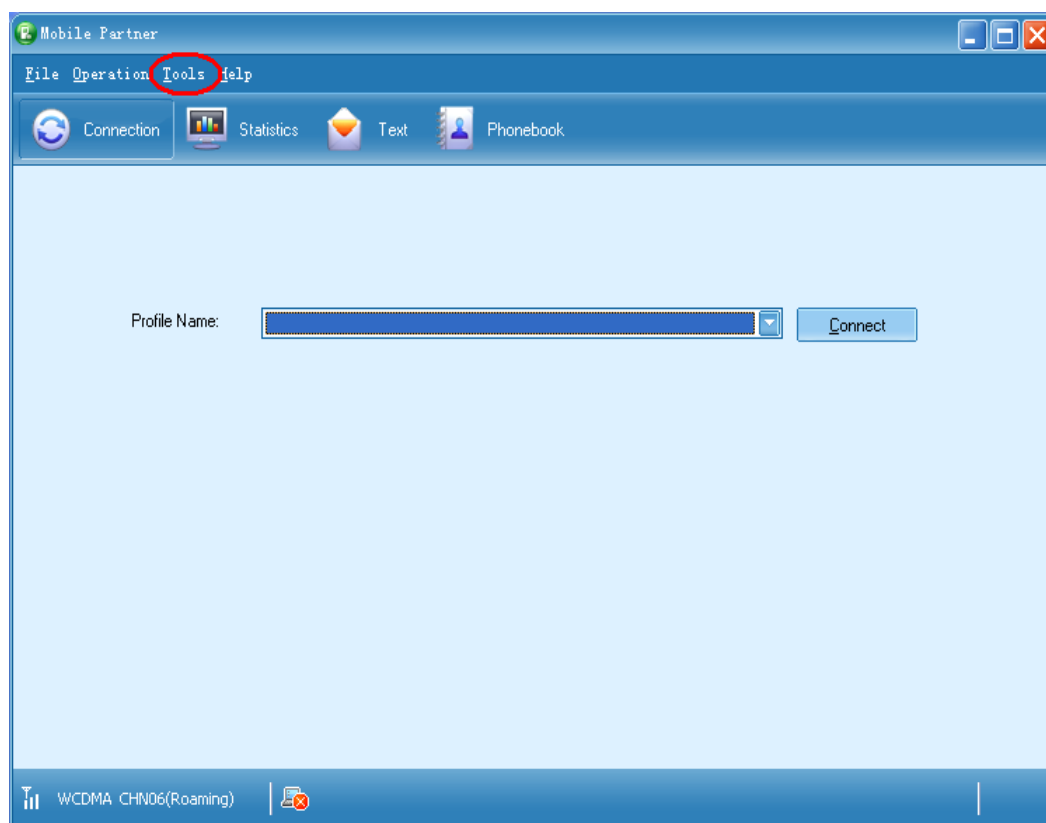 Mobile Partner
File Operation Tools Help
Connection Statistics Text Phonebook
Profile Name: Connect
WCDMA CHN06(Roaming)